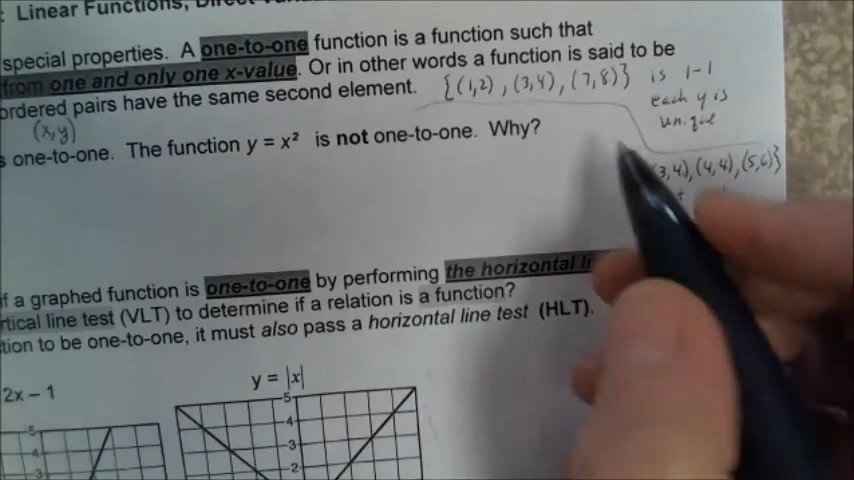 : Linear Functions, Direct
special properties. A one-to-one function is a function such that
from one and only one x-value. Or in other words a function is said to be
ordered pairs have the same second element. {(1,2), (3,4), (7,8)} is 1-1
each y is
unique
(x,y)
s one-to-one. The function y = x² is not one-to-one. Why?
(3,4), (4,4), (5,6)}
if a graphed function is one-to-one by performing the horizontal li
rtical line test (VLT) to determine if a relation is a function?
tion to be one-to-one, it must also pass a horizontal line test (HLT).
2x – 1
y = |x|
5
4
3
5
4
3
2